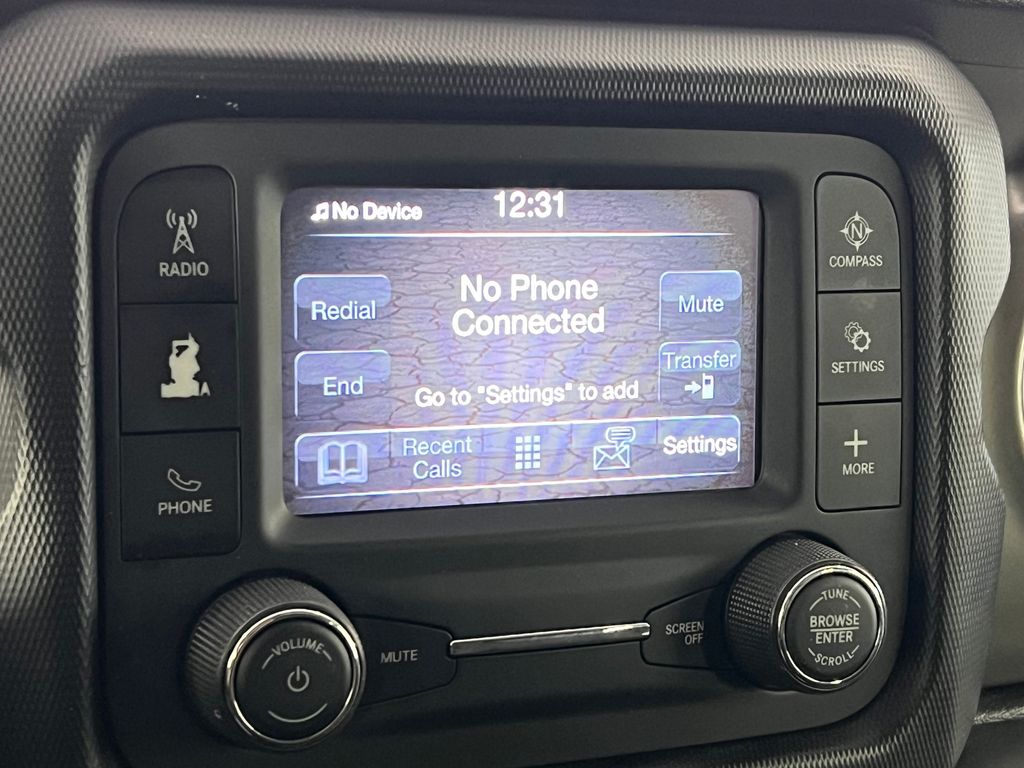 No Device
12:31
No Phone
Connected
Go to "Settings" to add
Redial
End
Mute
Transfer
Recent
Calls
Settings
RADIO
A
PHONE
N
COMPASS
SETTINGS
MORE
VOLUME
MUTE
SCREEN
OFF
TUNE
BROWSE
ENTER
SCROLL